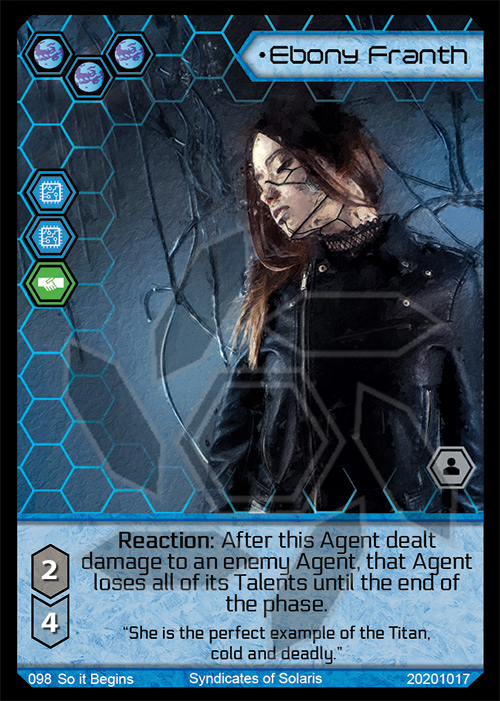 •Ebony Franth
2
4
Reaction: After this Agent dealt
damage to an enemy Agent, that Agent
loses all of its Talents until the end of
the phase.
“She is the perfect example of the Titan,
cold and deadly.”
098 So it Begins
Syndicates of Solaris
20201017